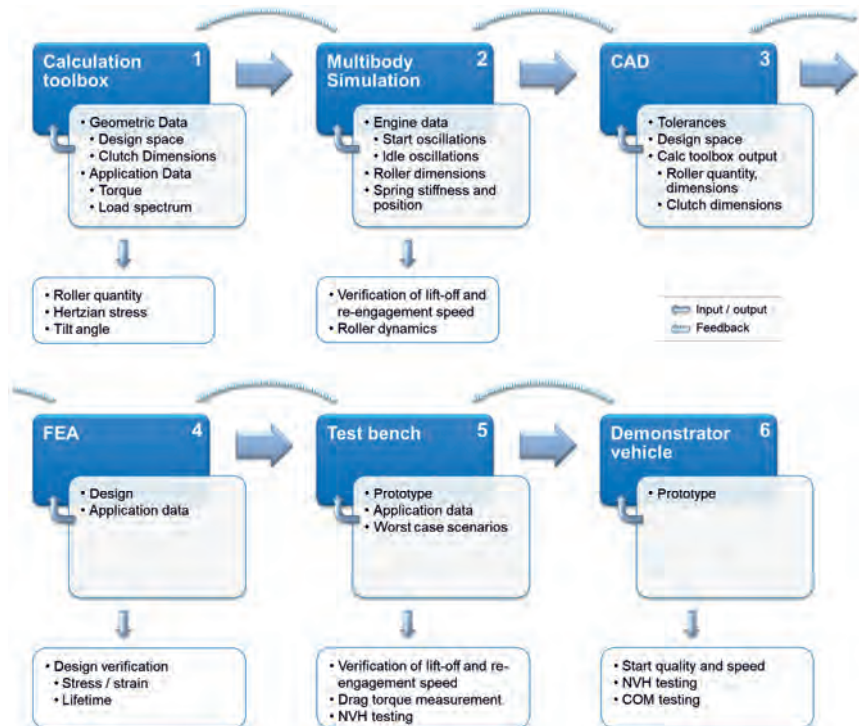 Calculation
toolbox
1
• Geometric Data
• Design space
• Clutch Dimensions
• Application Data
• Torque
• Load spectrum
• Roller quantity
• Hertzian stress
• Tilt angle
Multibody
Simulation
2
• Engine data
• Start oscillations
• Idle oscillations
• Roller dimensions
• Spring stiffness and
position
• Verification of lift-off and
re-engagement speed
• Roller dynamics
CAD
3
• Tolerances
• Design space
• Calc toolbox output
• Roller quantity,
dimensions
• Clutch dimensions
Input / output
Feedback
FEA
4
• Design
• Application data
• Design verification
• Stress / strain
• Lifetime
Test bench
5
• Prototype
• Application data
• Worst case scenarios
• Verification of lift-off and re-
engagement speed
• Drag torque measurement
• NVH testing
Demonstrator
vehicle
6
• Prototype
• Start quality and speed
• NVH testing
• COM testing